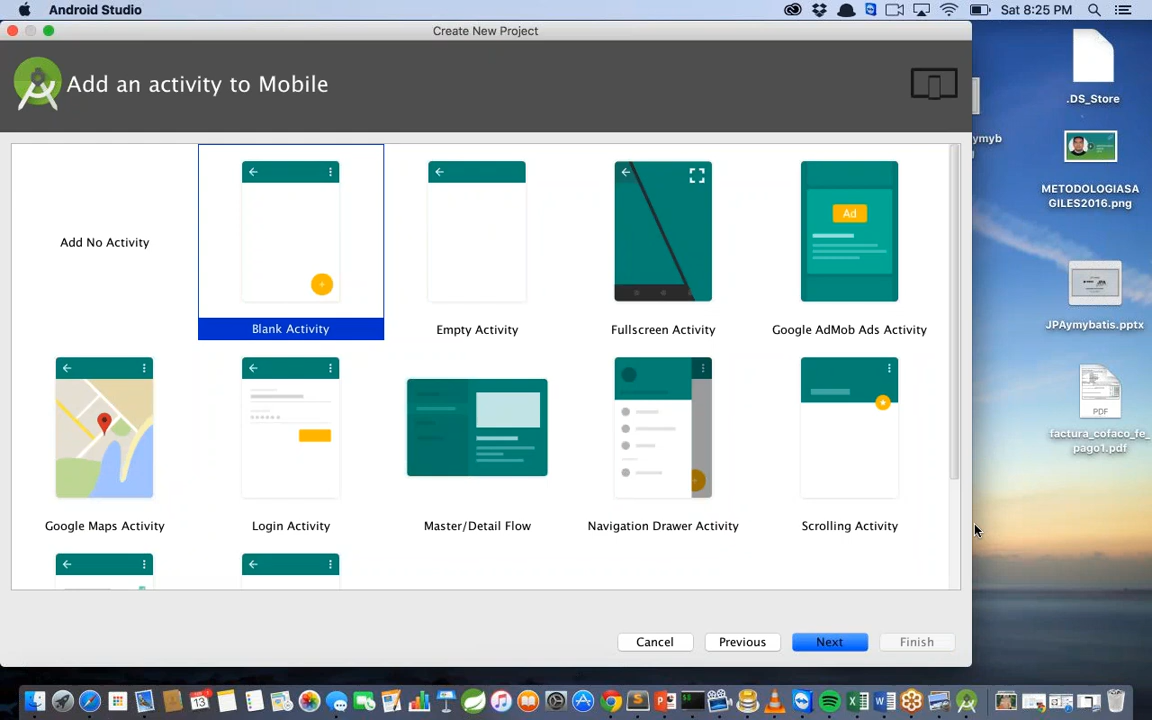 Android Studio
Sat 8:25 PM
Create New Project
Add an activity to Mobile
.DS_Store
METODOLOGIASA
GILES2016.png
JPAymybatis.pptx
PDF
factura_cofaco_fe_
pago1.pdf
Add No Activity
Blank Activity
Empty Activity
Fullscreen Activity
Ad
Google AdMob Ads Activity
Google Maps Activity
Login Activity
Master/Detail Flow
Navigation Drawer Activity
Scrolling Activity
Cancel
Previous
Next
Finish
13